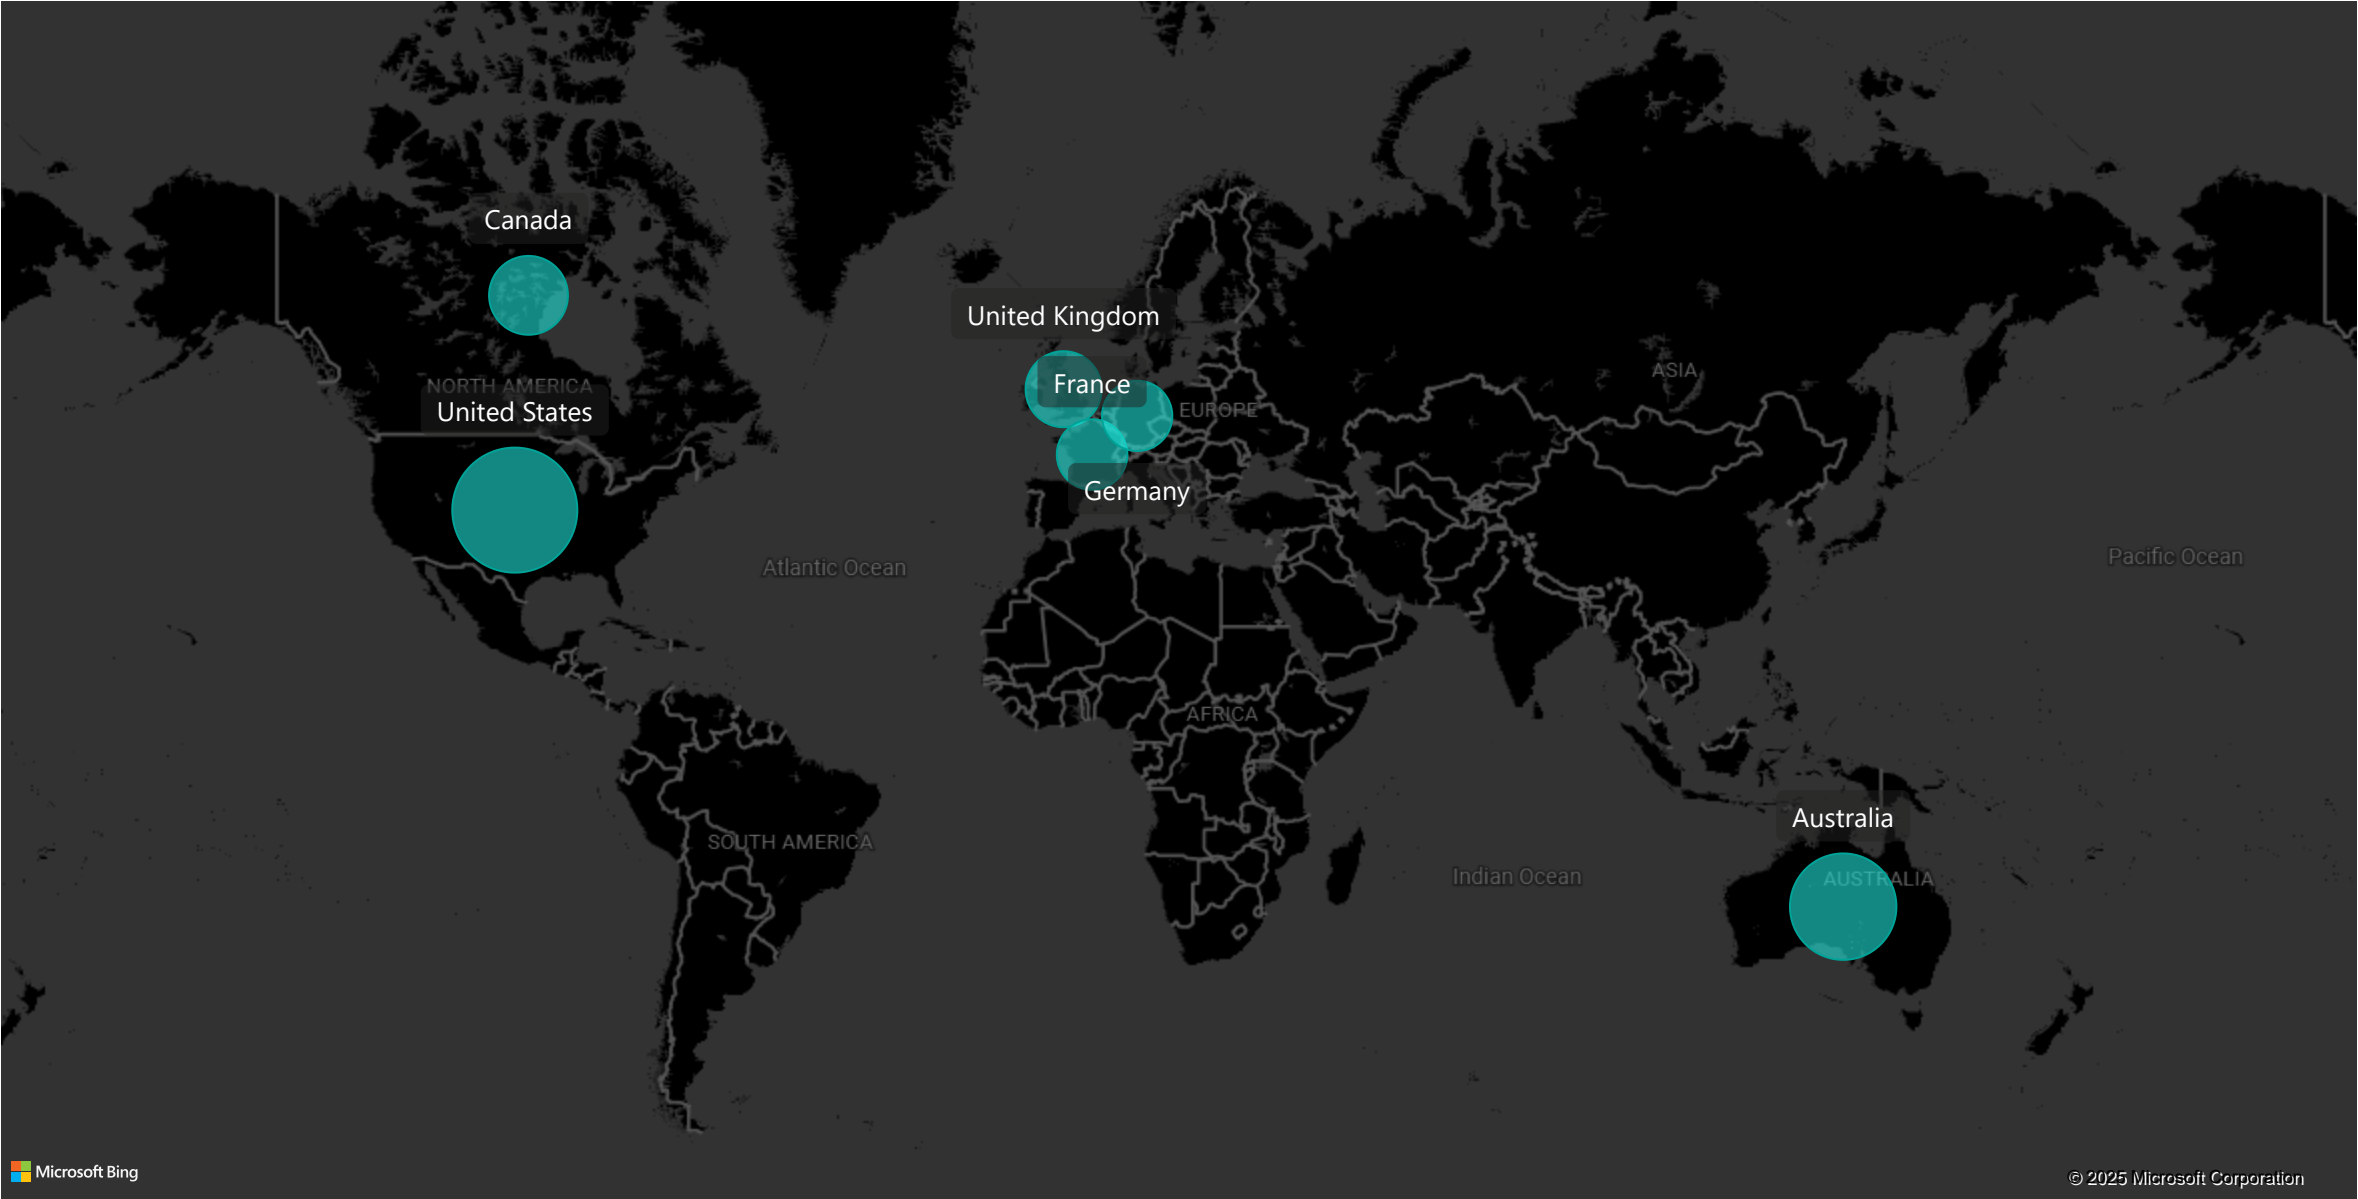 Canada
United Kingdom
ASIA
France
NORTH AMERICA
EUROPE
United States
Germany
Pacific Ocean
Atlantic Ocean
AFRICA
Australia
SOUTH AMERICA
Indian Ocean
AUSTRALIA
Microsoft Bing
© 2025 Microsoft Corporation